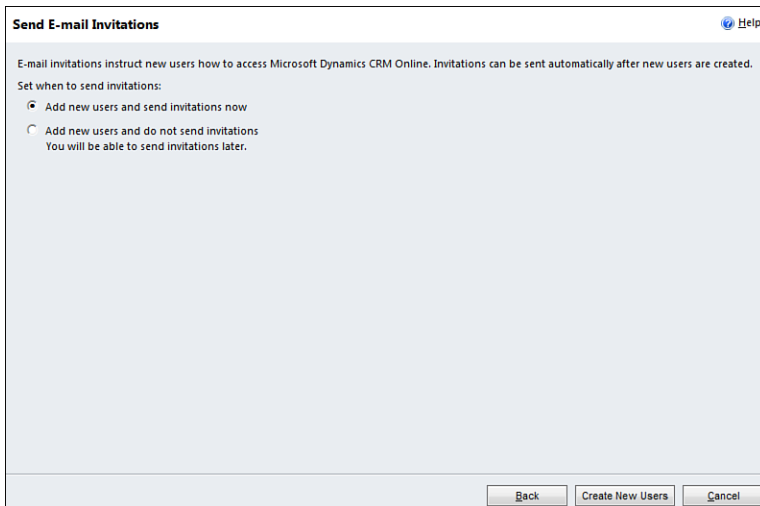 Send E-mail Invitations
Help
E-mail invitations instruct new users how to access Microsoft Dynamics CRM Online. Invitations can be sent automatically after new users are created.
Set when to send invitations:
Add new users and send invitations now
Add new users and do not send invitations
You will be able to send invitations later.
Back
Create New Users
Cancel